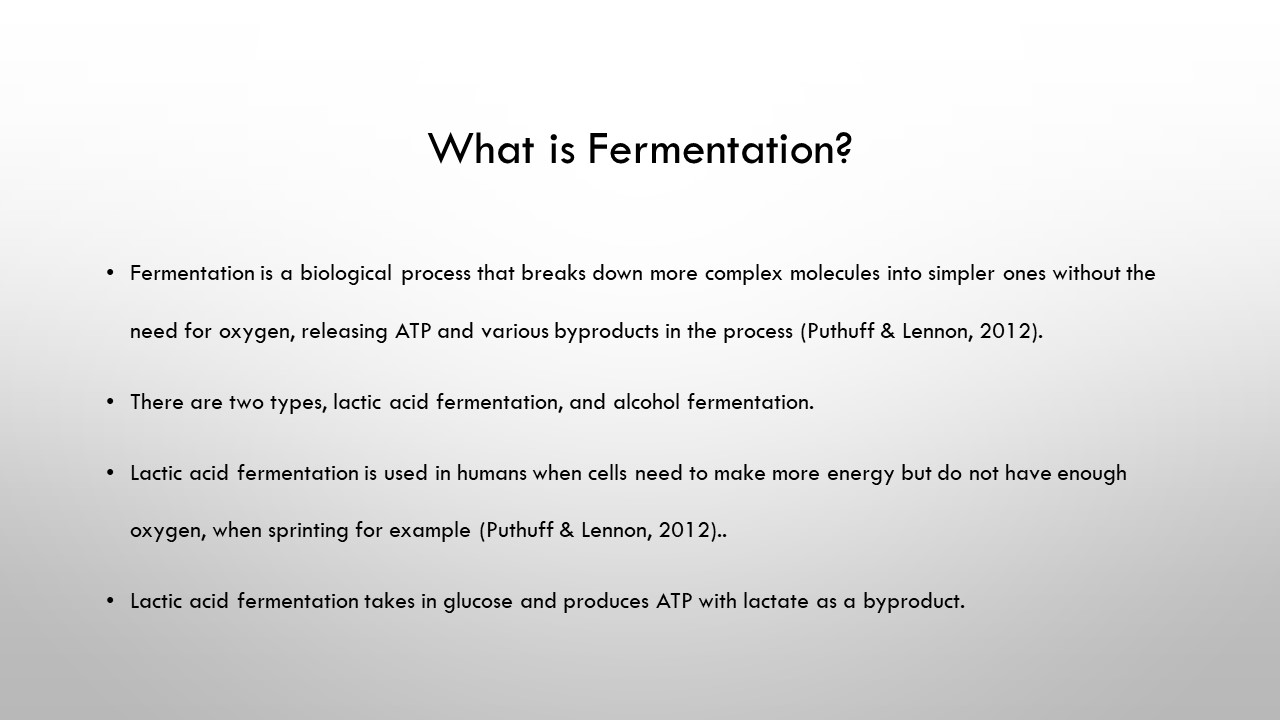 What is Fermentation?
• Fermentation is a biological process that breaks down more complex molecules into simpler ones without the
need for oxygen, releasing ATP and various byproducts in the process (Puthuff & Lennon, 2012).
• There are two types, lactic acid fermentation, and alcohol fermentation.
• Lactic acid fermentation is used in humans when cells need to make more energy but do not have enough
oxygen, when sprinting for example (Puthuff & Lennon, 2012)..
• Lactic acid fermentation takes in glucose and produces ATP with lactate as a byproduct.